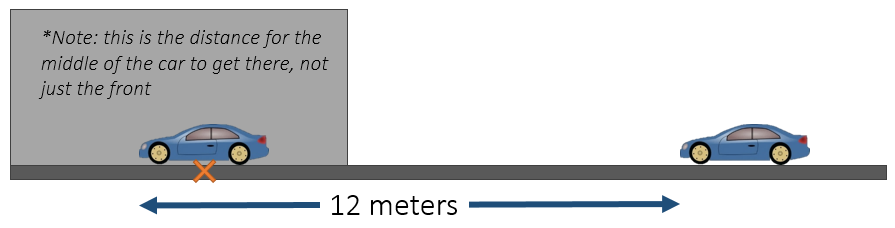 *Note: this is the distance for the
middle of the car to get there, not
just the front
12 meters